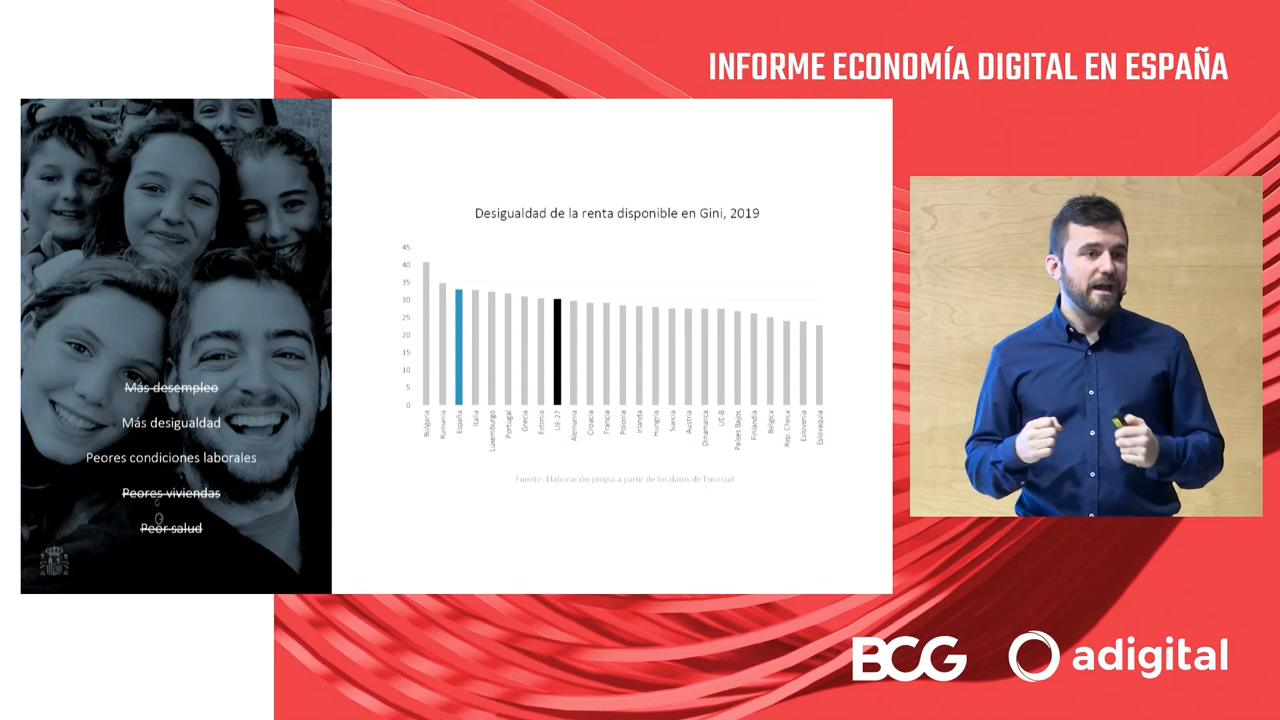 INFORME ECONOMÍA DIGITAL EN ESPAÑA
Más desempleo
Más desigualdad
Peores condiciones laborales
Peores viviendas
Peor salud
Desigualdad de la renta disponible en Gini, 2019
45
40
35
30
25
20
15
10
5
0
Bulgaria
Rumania
España
Italia
Luxemburgo
Portugal
Grecia
Estonia
UE-27
Alemania
Croacia
Francia
Polonia
Irlanda
Hungría
Suecia
Austria
Dinamarca
UE-8
Países Bajos
Finlandia
Bélgica
Rep. Checa
Eslovenia
Eslovaquia
Fuente: Elaboración propia a partir de los datos de Eurostat
BCG
adigital